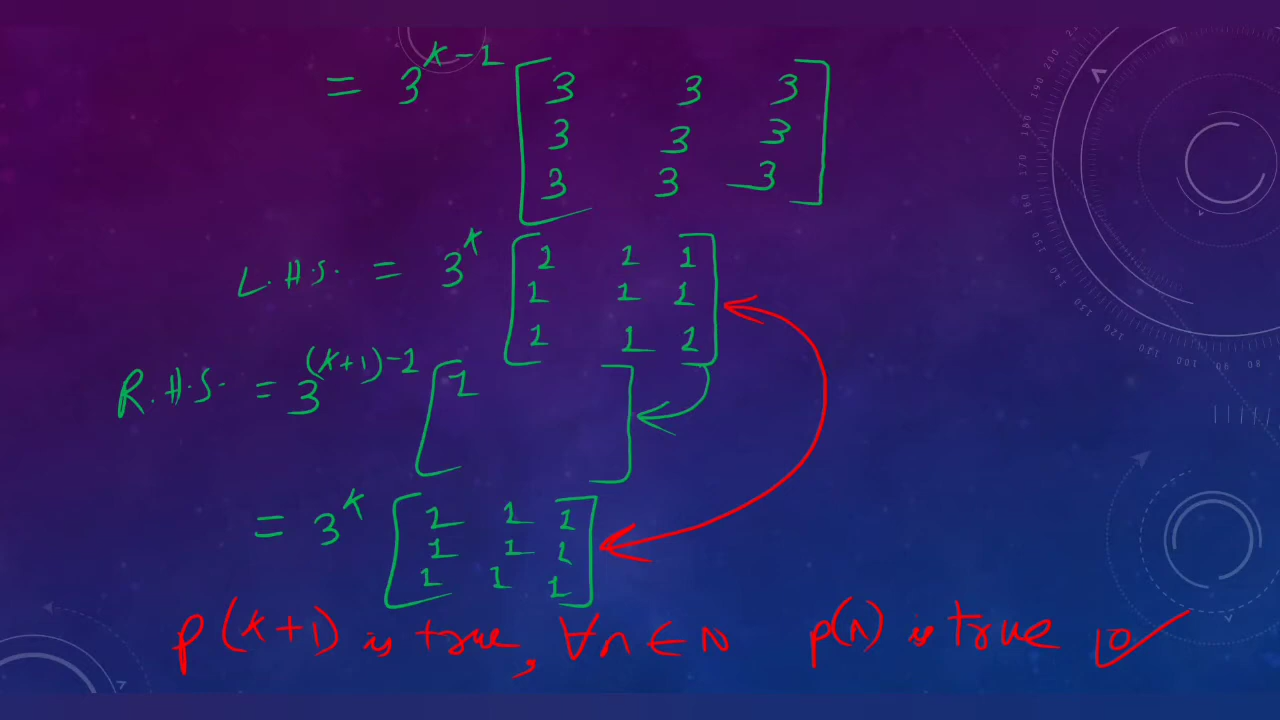 = 3^(k-1) [ 3 3 3
3 3 3
3 3 3 ]
L.H.S. = 3^k [ 1 1 1
1 1 1
1 1 1 ]
R.H.S. = 3^((k+1)-1) [ 1 ]
= 3^k [ 1 1 1
1 1 1
1 1 1 ]
p(k+1) is true, ∀n∈N p(n) is true